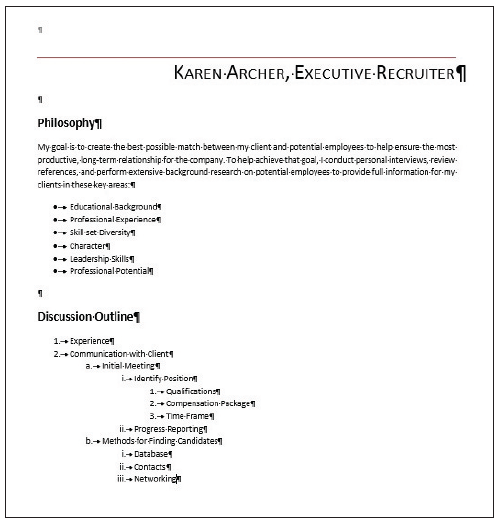 ¶
KAREN·ARCHER,·EXECUTIVE·RECRUITER¶
¶
Philosophy¶
My·goal·is·to·create·the·best·possible·match·between·my·client·and·potential·employees·to·help·ensure·the·most·
productive,·long-term·relationship·for·the·company.·To·help·achieve·that·goal,·I·conduct·personal·interviews,·review·
references,·and·perform·extensive·background·research·on·potential·employees·to·provide·full·information·for·my·
clients·in·these·key·areas:¶
•→Educational·Background¶
•→Professional·Experience¶
•→Skill-set·Diversity¶
•→Character¶
•→Leadership·Skills¶
•→Professional·Potential¶
¶
Discussion·Outline¶
1.→Experience¶
2.→Communication·with·Client¶
a.→Initial·Meeting¶
i.→Identify·Position¶
1.→Qualifications¶
2.→Compensation·Package¶
3.→Time·Frame¶
ii.→Progress·Reporting¶
b.→Methods·for·Finding·Candidates¶
i.→Database¶
ii.→Contacts¶
iii.→Networking¶